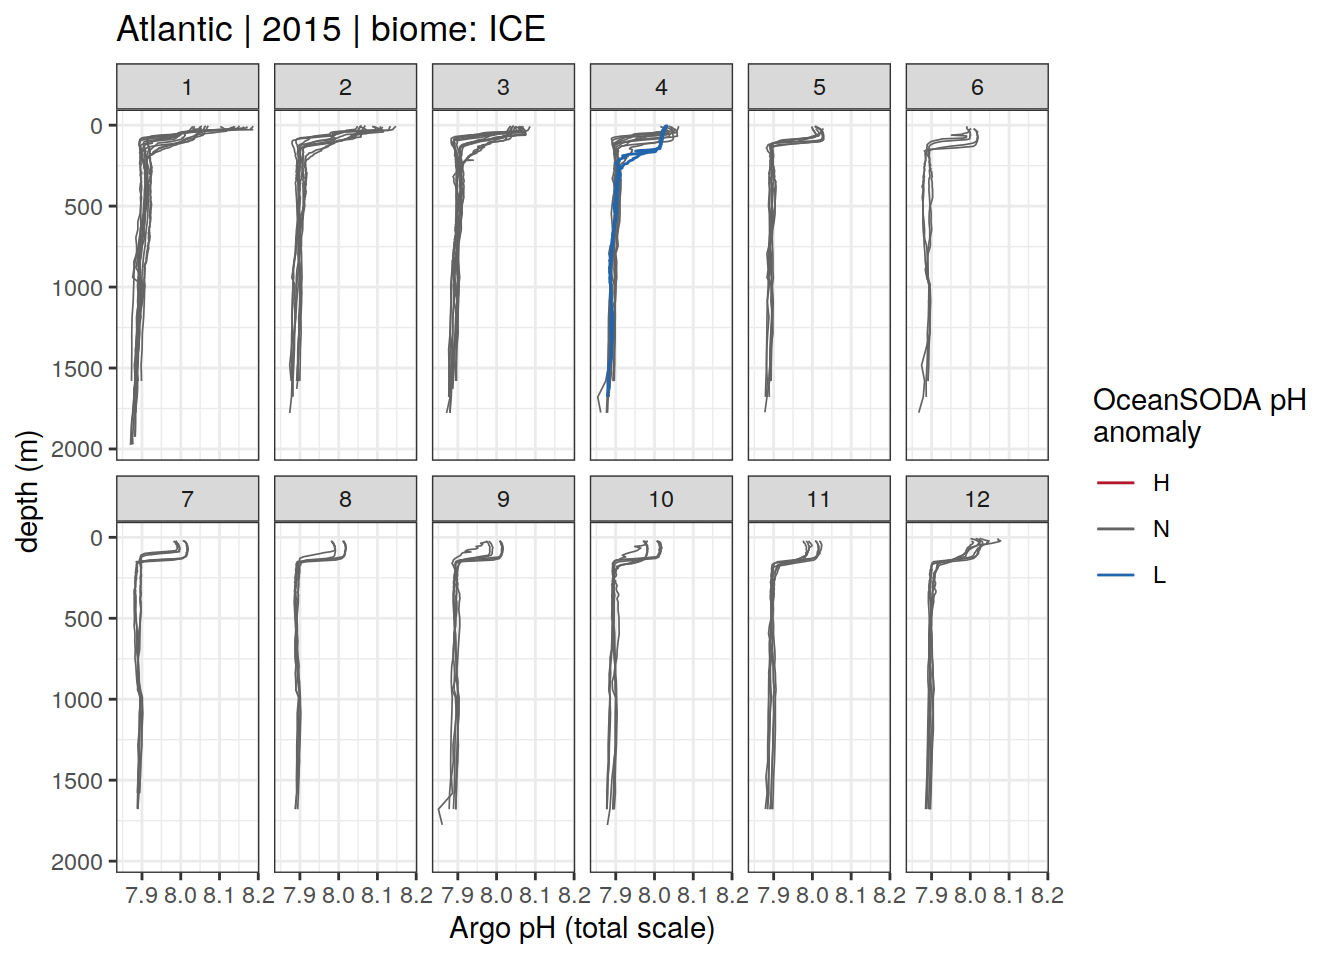 Atlantic | 2015 | biome: ICE
1 2 3 4 5 6
0
500
1000
1500
2000
7 8 9 10 11 12
0
500
1000
1500
2000
7.9 8.0 8.1 8.2 7.9 8.0 8.1 8.2 7.9 8.0 8.1 8.2 7.9 8.0 8.1 8.2 7.9 8.0 8.1 8.2 7.9 8.0 8.1 8.2
Argo pH (total scale)
depth (m)
OceanSODA pH
anomaly
H
N
L